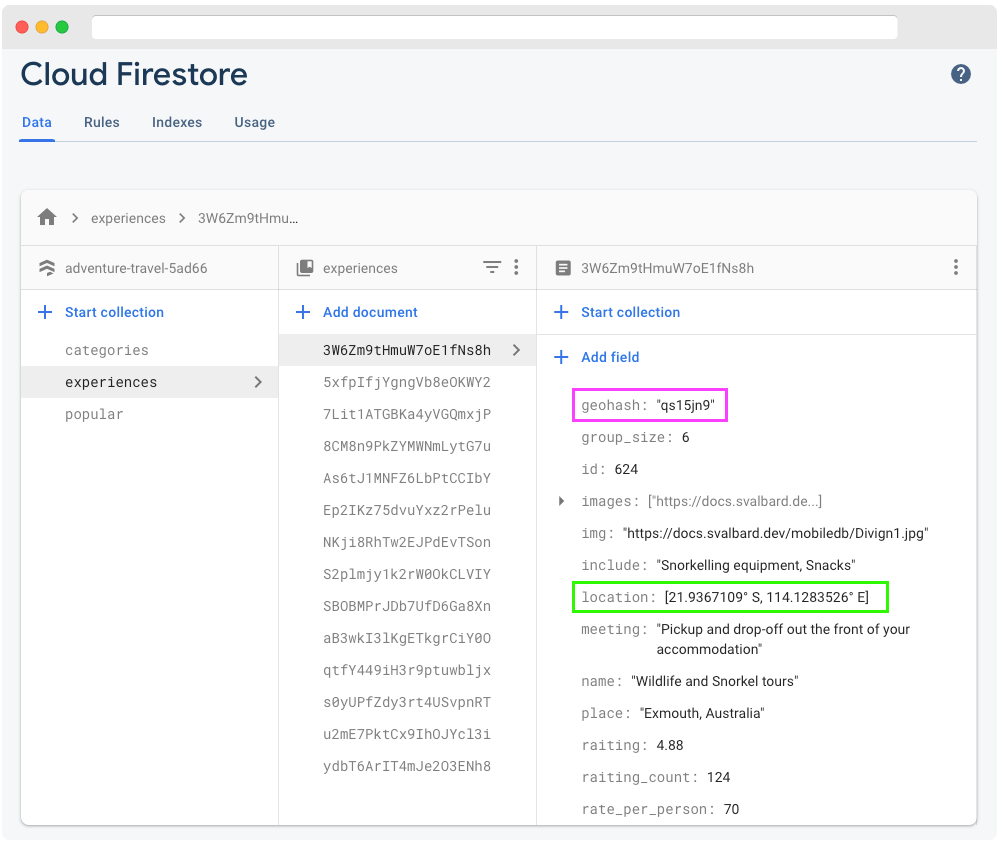 Cloud Firestore
?
Data Rules Indexes Usage
experiences 3W6Zm9tHmu...
adventure-travel-5ad66
Start collection
categories
experiences
popular
experiences
Add document
3W6Zm9tHmuW7oE1fNs8h
5xfpIfjYgngVb8eOKWY2
7Lit1ATGBKa4yVGQmxjP
8CM8n9PkZYMWNmLytG7u
As6tJ1MNFZ6LbPtCCIbY
Ep2IKz75dvuYxz2rPelu
NKji8RhTw2EJPdEvTSon
S2plmjy1k2rW0OkCLVIY
SBOBMPrJDb7UfD6Ga8Xn
aB3wkI3lKgETkgrCiY0O
qtfY449iH3r9ptuwbljx
s0yUPfZdy3rt4USvpnRT
u2mE7PktCx9IhOJYcl3i
ydbT6ArIT4mJe2O3ENh8
3W6Zm9tHmuW7oE1fNs8h
Start collection
Add field
geohash: "qs15jn9"
group_size: 6
id: 624
images: ["https://docs.svalbard.de...]
img: "https://docs.svalbard.dev/mobiledb/Divign1.jpg"
include: "Snorkelling equipment, Snacks"
location: [21.9367109° S, 114.1283526° E]
meeting: "Pickup and drop-off out the front of your
accommodation"
name: "Wildlife and Snorkel tours"
place: "Exmouth, Australia"
raiting: 4.88
raiting_count: 124
rate_per_person: 70